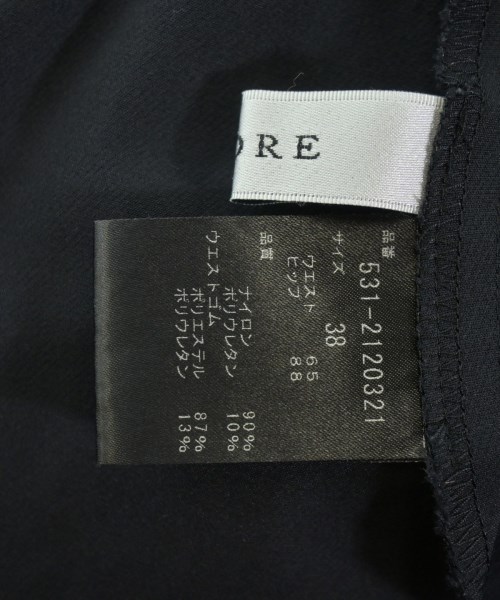 ORE
品番 531-2120321
サイズ 38
ウエスト 65
ヒップ 88
品質
ナイロン 90%
ポリウレタン 10%
ウエストゴム
ポリエステル 87%
ポリウレタン 13%